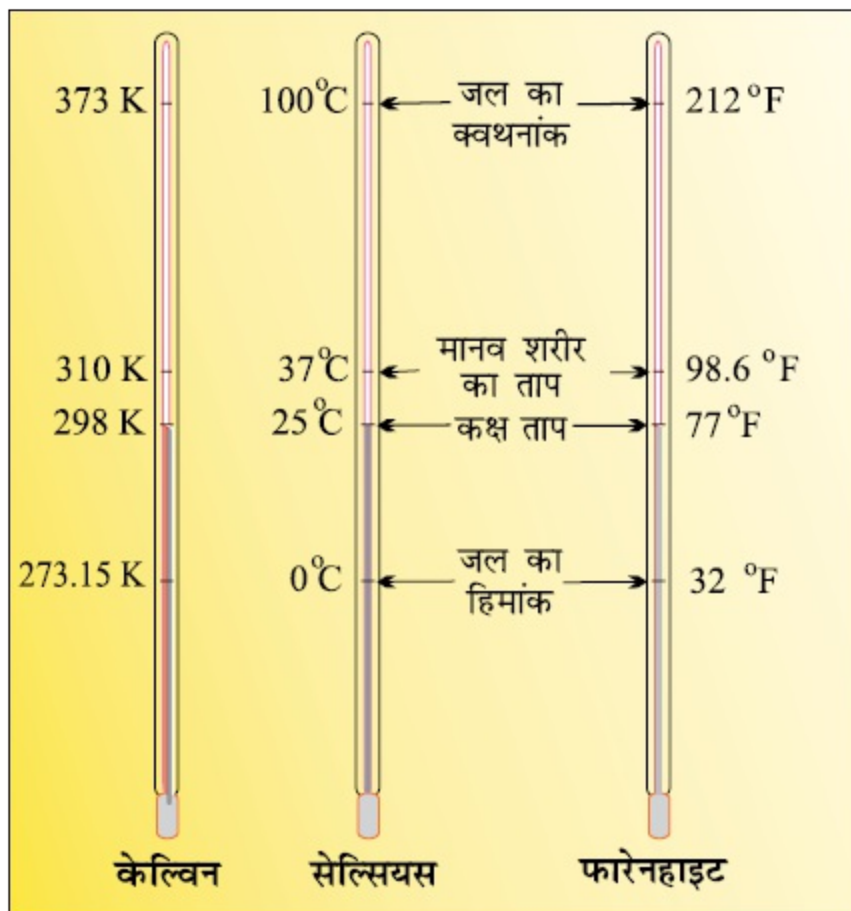 373 K 100°C जल का 212 °F
क्वथनांक
310 K 37°C मानव शरीर 98.6 °F
का ताप
298 K 25°C कक्ष ताप 77 °F
273.15 K 0°C जल का 32 °F
हिमांक
केल्विन सेल्सियस फारेनहाइट